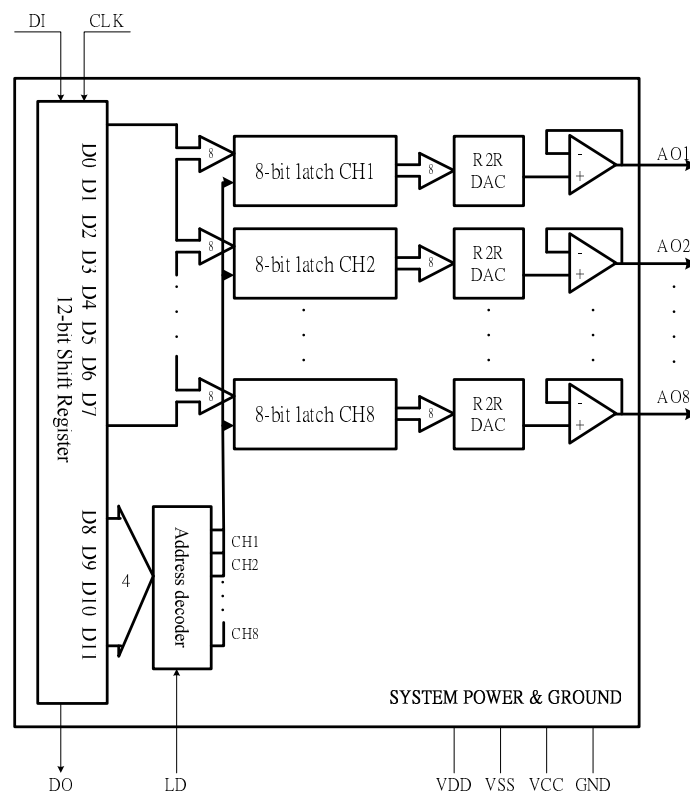 DI
CLK
D0 D1 D2 D3 D4 D5 D6 D7
12-bit Shift Register
D8 D9 D10 D11
8
8-bit latch CH1
8
R2R
DAC
-
+
AO1
8
8-bit latch CH2
8
R2R
DAC
-
+
AO2
8
8-bit latch CH8
8
R2R
DAC
-
+
AO8
4
Address decoder
CH1
CH2
CH8
SYSTEM POWER & GROUND
DO
LD
VDD
VSS
VCC
GND